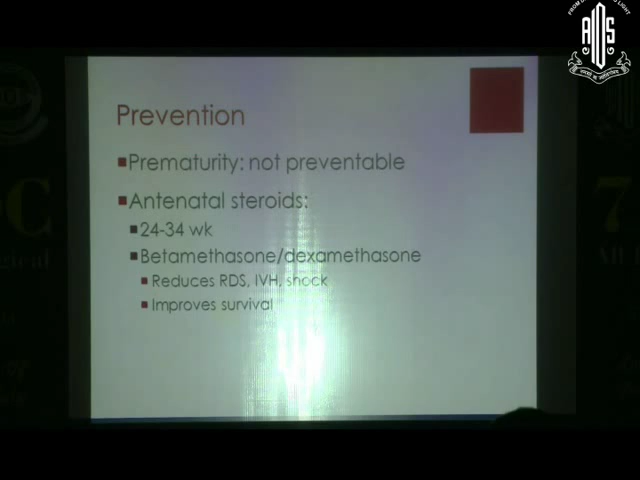 Prevention
Prematurity: not preventable
Antenatal steroids:
24-34 wk
Betamethasone/dexamethasone
Reduces RDS, IVH, shock
Improves survival